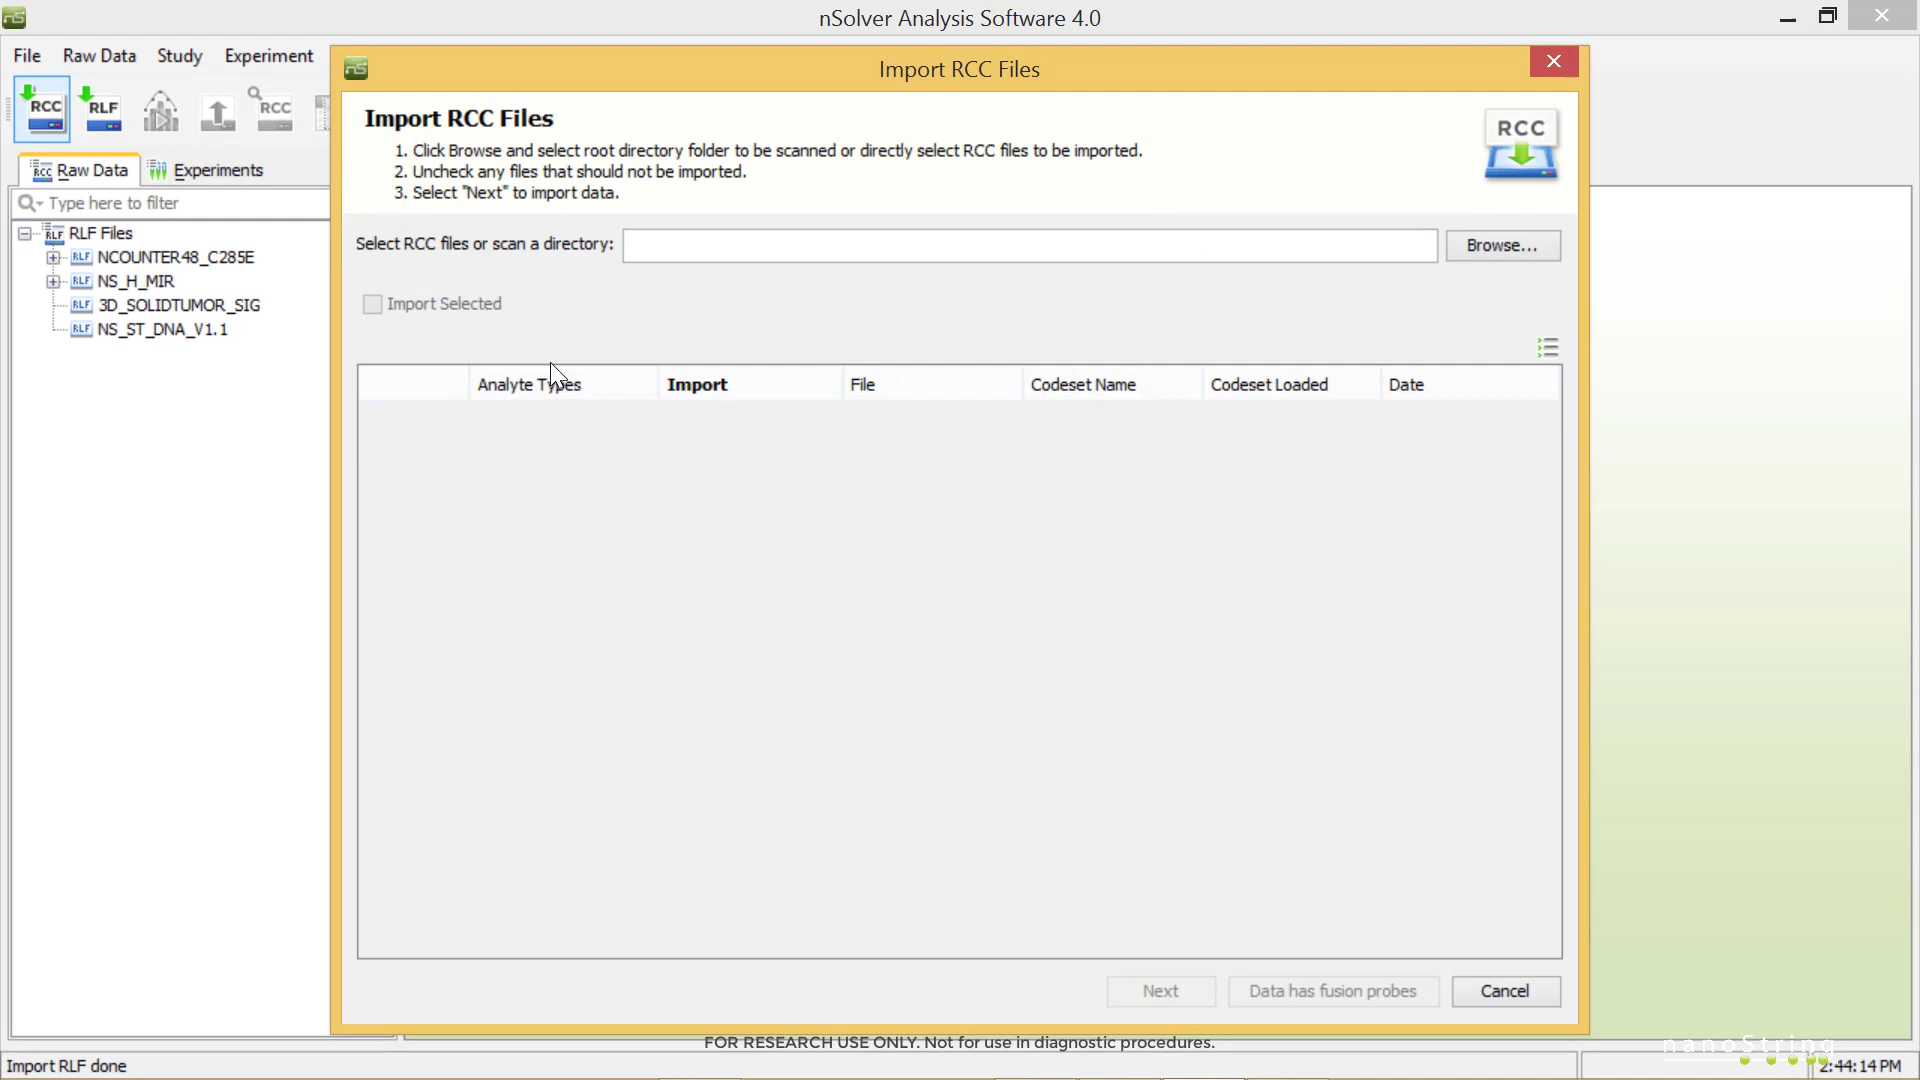 nSolver Analysis Software 4.0
File Raw Data Study Experiment
Import RCC Files
RCC RLF RCC
Import RCC Files
1. Click Browse and select root directory folder to be scanned or directly select RCC files to be imported.
2. Uncheck any files that should not be imported.
3. Select "Next" to import data.
RCC
Raw Data Experiments
Type here to filter
RLF Files
NCOUNTER48_C285E
NS_H_MIR
3D_SOLIDTUMOR_SIG
NS_ST_DNA_V1.1
Select RCC files or scan a directory: Browse...
Import Selected
Analyte Types Import File Codeset Name Codeset Loaded Date
Next Data has fusion probes Cancel
FOR RESEARCH USE ONLY. Not for use in diagnostic procedures.
nanoString
Import RLF done 2:44:14 PM